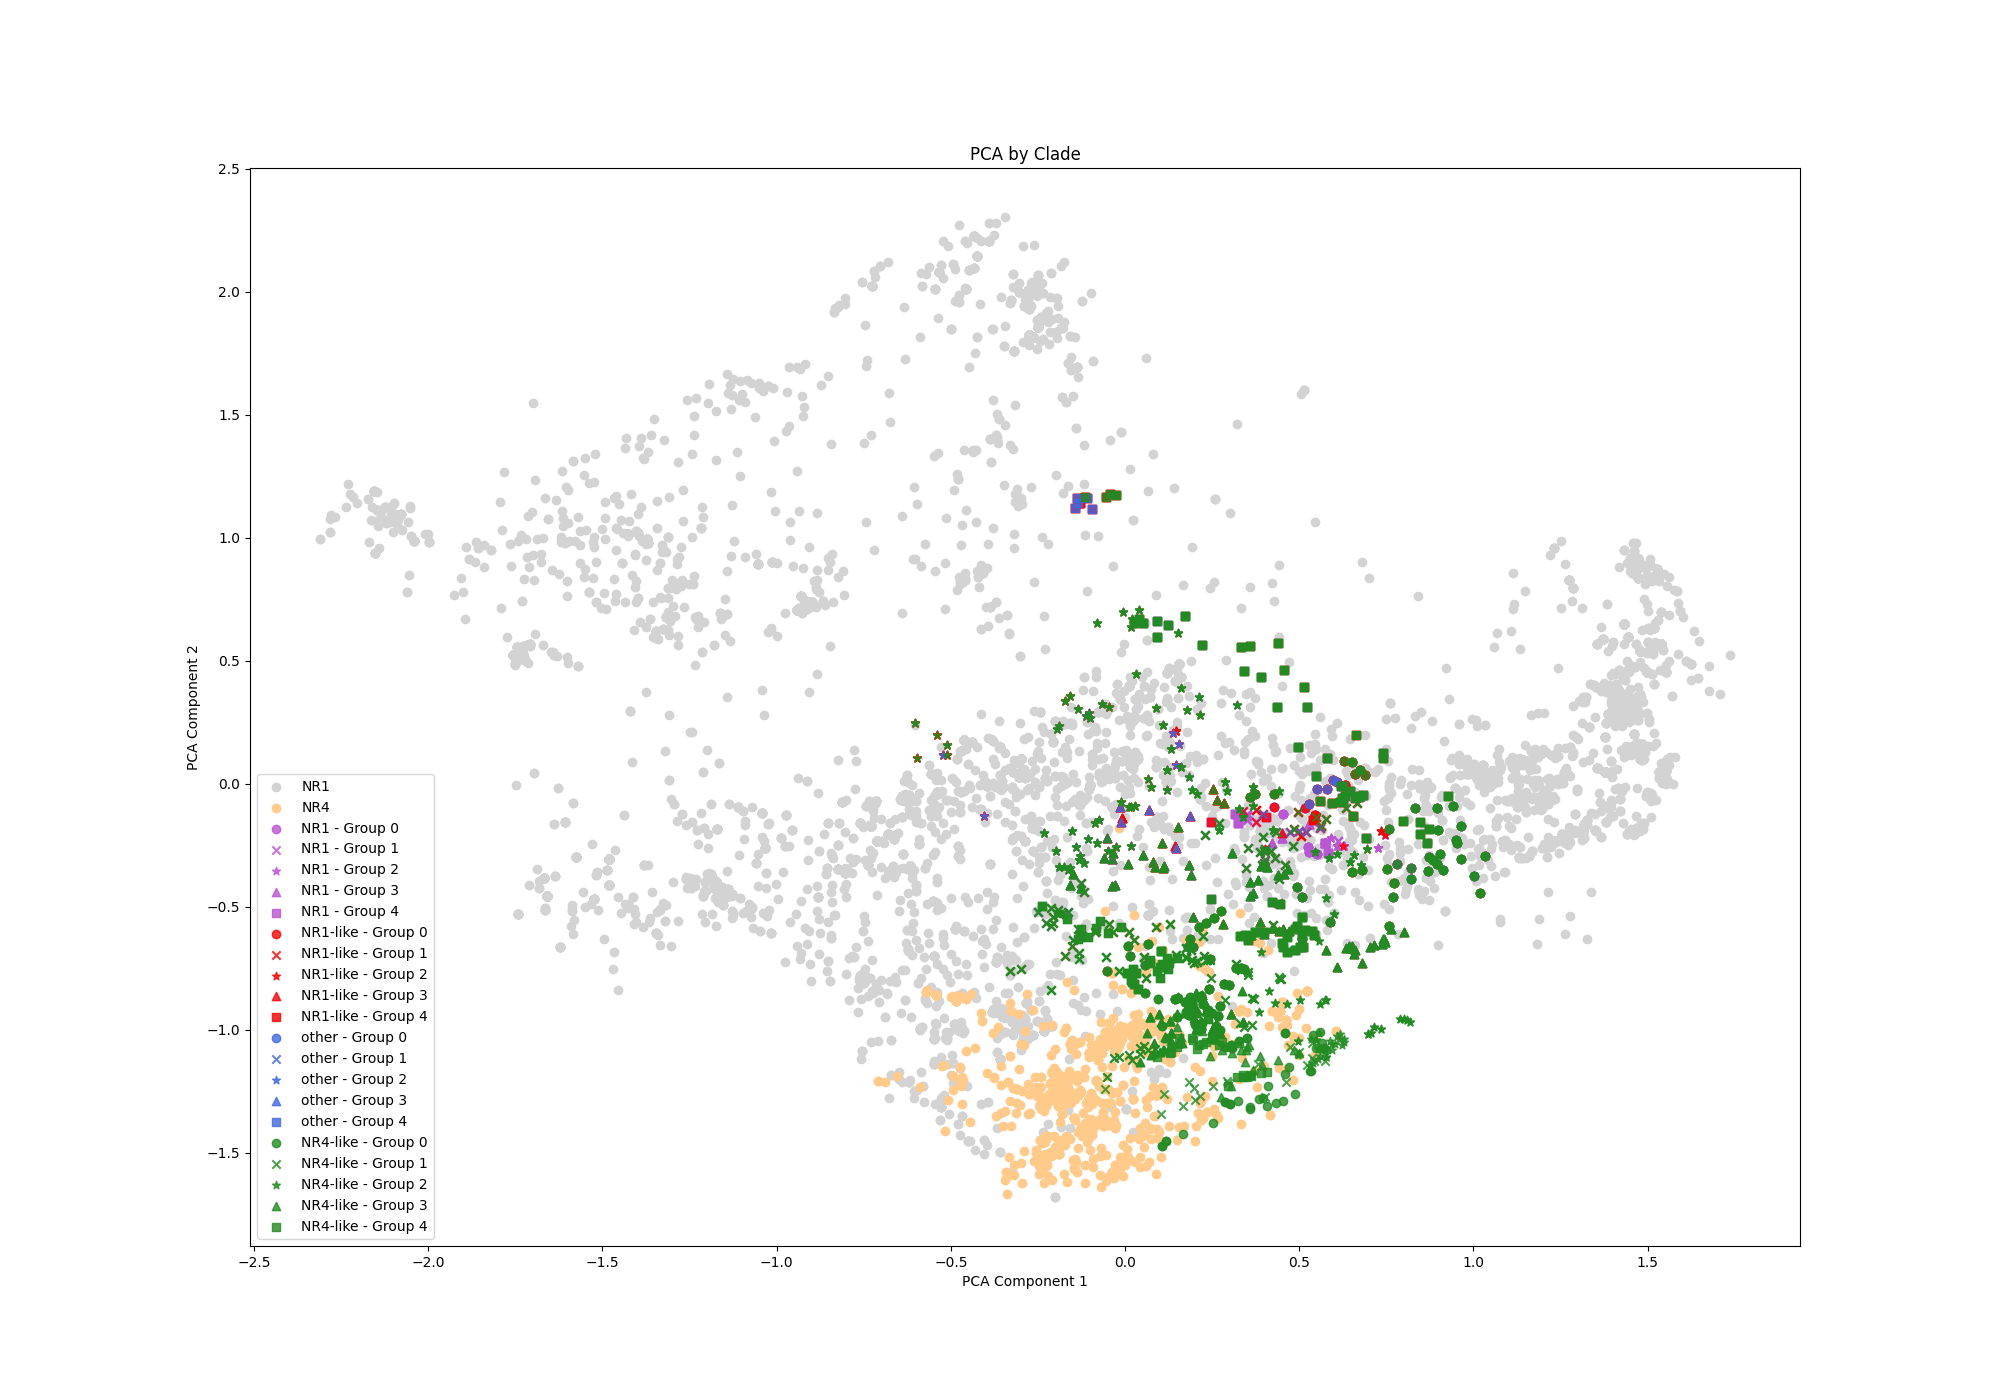 PCA by Clade
2.5
2.0
1.5
1.0
0.5
0.0
−0.5
−1.0
−1.5
PCA Component 2
NR1
NR4
NR1 - Group 0
NR1 - Group 1
NR1 - Group 2
NR1 - Group 3
NR1 - Group 4
NR1-like - Group 0
NR1-like - Group 1
NR1-like - Group 2
NR1-like - Group 3
NR1-like - Group 4
other - Group 0
other - Group 1
other - Group 2
other - Group 3
other - Group 4
NR4-like - Group 0
NR4-like - Group 1
NR4-like - Group 2
NR4-like - Group 3
NR4-like - Group 4
−2.5 −2.0 −1.5 −1.0 −0.5 0.0 0.5 1.0 1.5
PCA Component 1